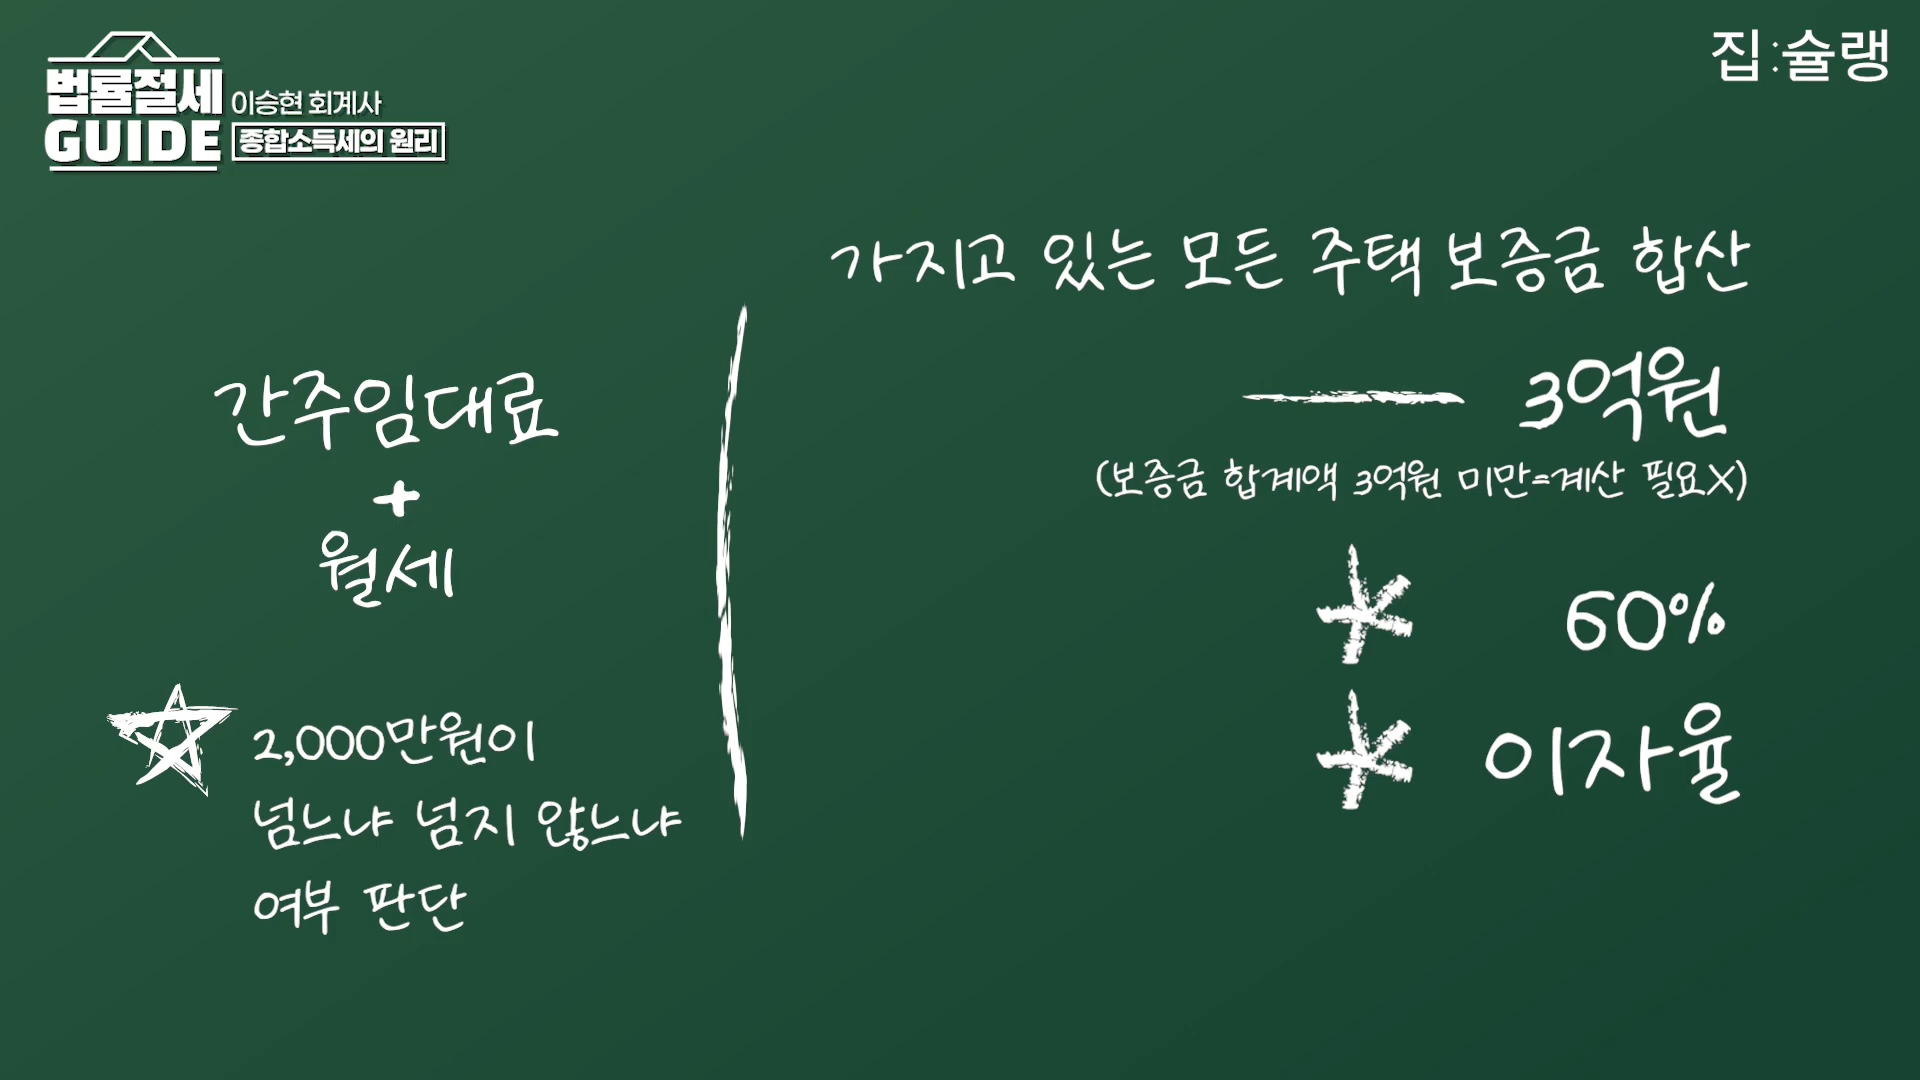 법률절세
GUIDE
이승현 회계사
종합소득세의 원리
집:슐랭
간주임대료
+
월세
☆ 2,000만원이
넘느냐 넘지 않느냐
여부 판단
가지고 있는 모든 주택 보증금 합산
— 3억원
(보증금 합계액 3억원 미만=계산 필요X)
* 60%
* 이자율